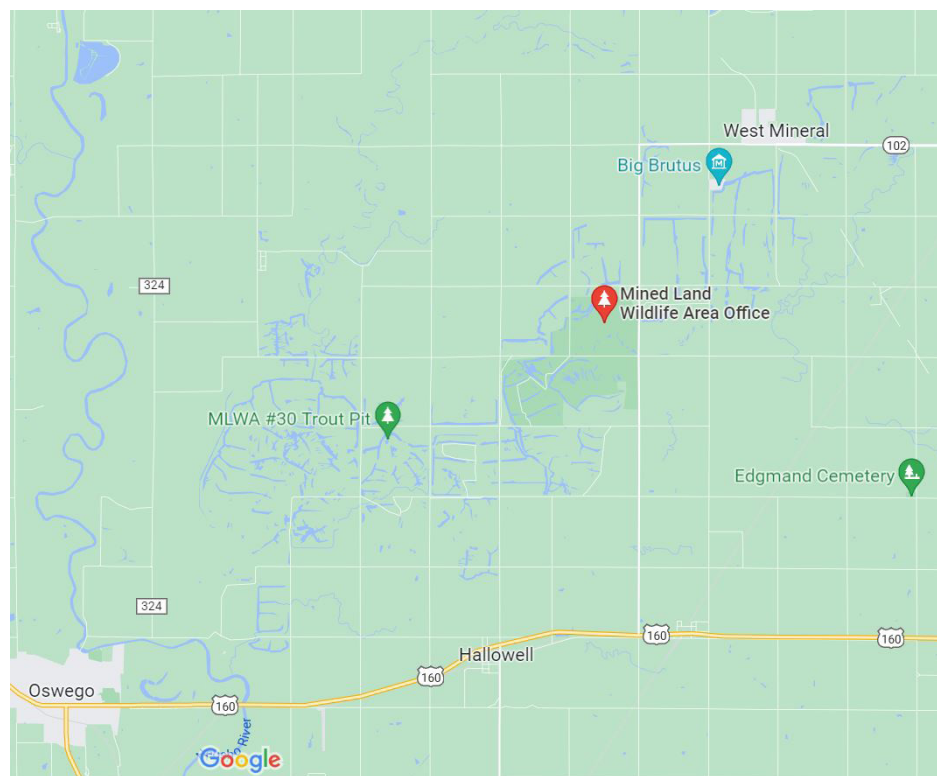 West Mineral
102
Big Brutus
324
Mined Land
Wildlife Area Office
MLWA #30 Trout Pit
Edgmand Cemetery
324
160
160
Hallowell
160
Oswego
160
River
Google